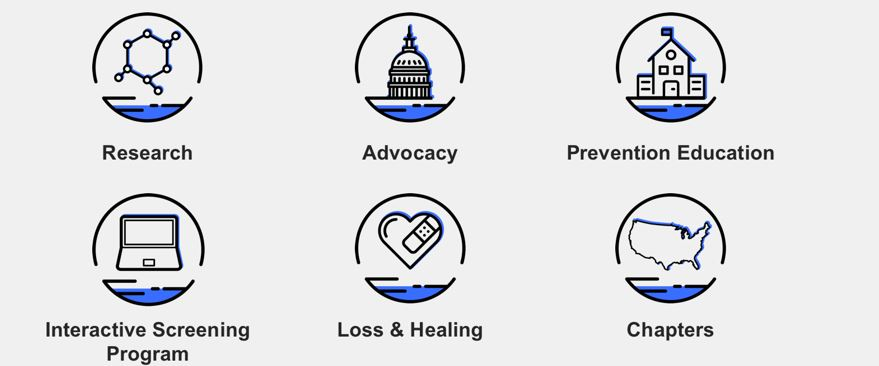 Research
Advocacy
Prevention Education
Interactive Screening
Program
Loss & Healing
Chapters